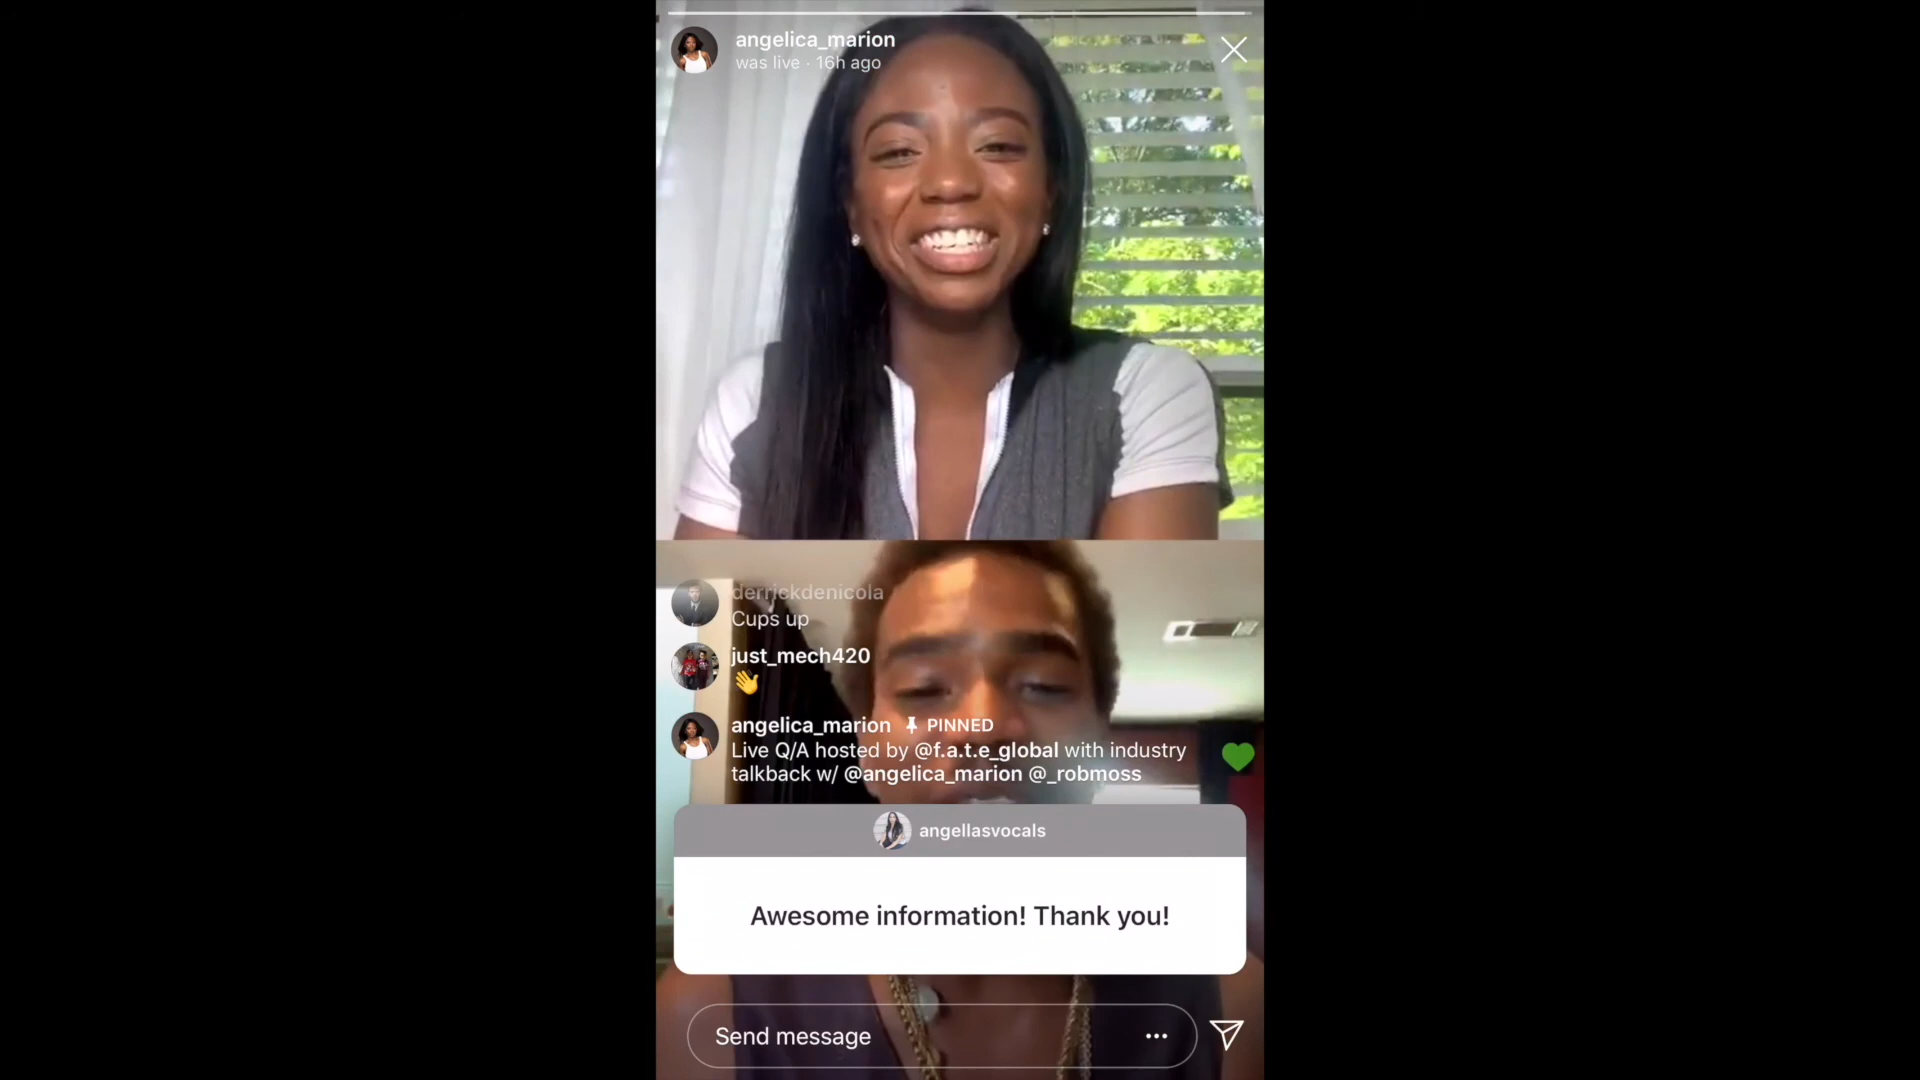 angelica_marion
was live · 16h ago
derrickdenicola
Cups up
just_mech420
angelica_marion PINNED
Live Q/A hosted by @f.a.t.e_global with industry
talkback w/ @angelica_marion @_robmoss
angellasvocals
Awesome information! Thank you!
Send message